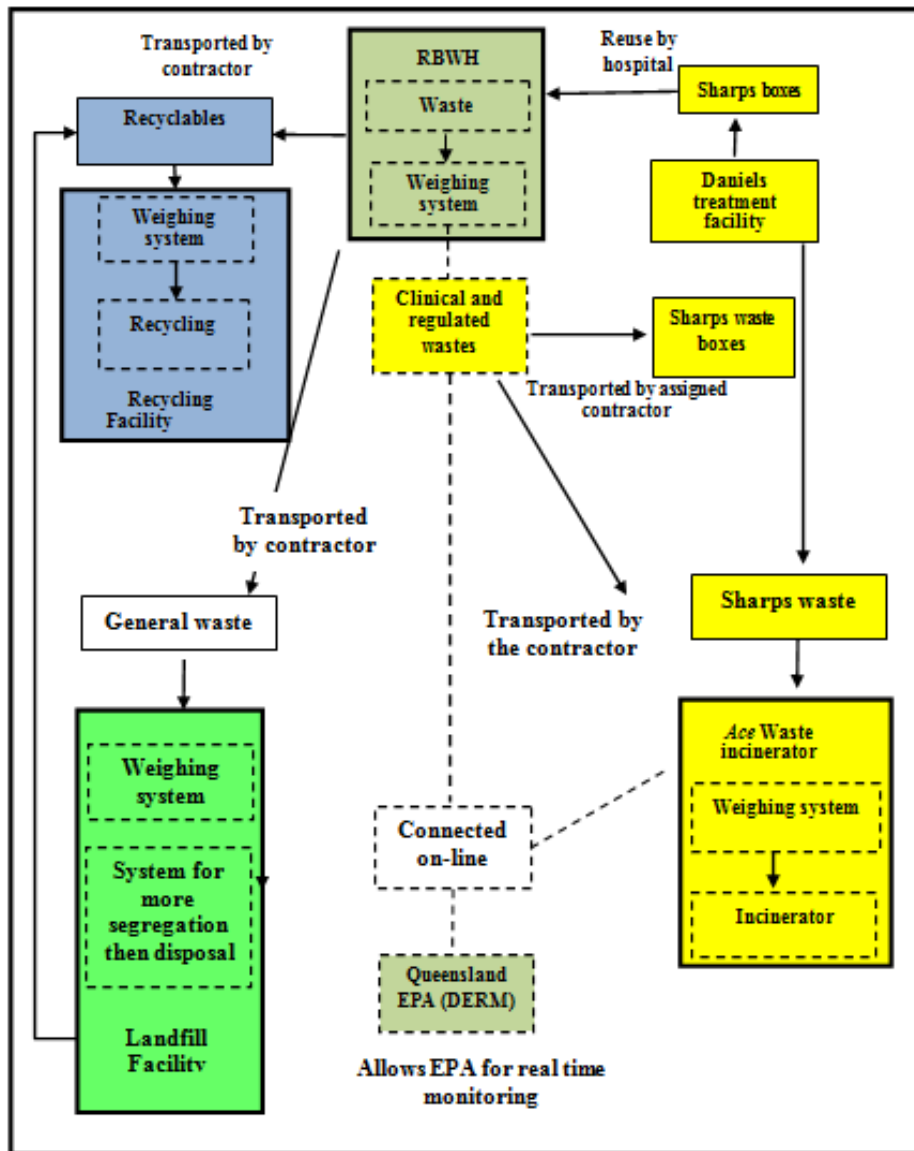 Transported by
contractor
RBWH
Waste
Weighing
system
Reuse by
hospital
Sharps boxes
Recyclables
Weighing
system
Recycling
Recycling
Facility
Daniels
treatment
facility
Clinical and
regulated
wastes
Sharps waste
boxes
Transported by assigned
contractor
Transported
by contractor
General waste
Transported by
the contractor
Sharps waste
Weighing
system
System for
more
segregation
then disposal
Landfill
Facility
Connected
on-line
Queensland
EPA (DERM)
Allows EPA for real time
monitoring
Ace Waste
incinerator
Weighing system
Incinerator